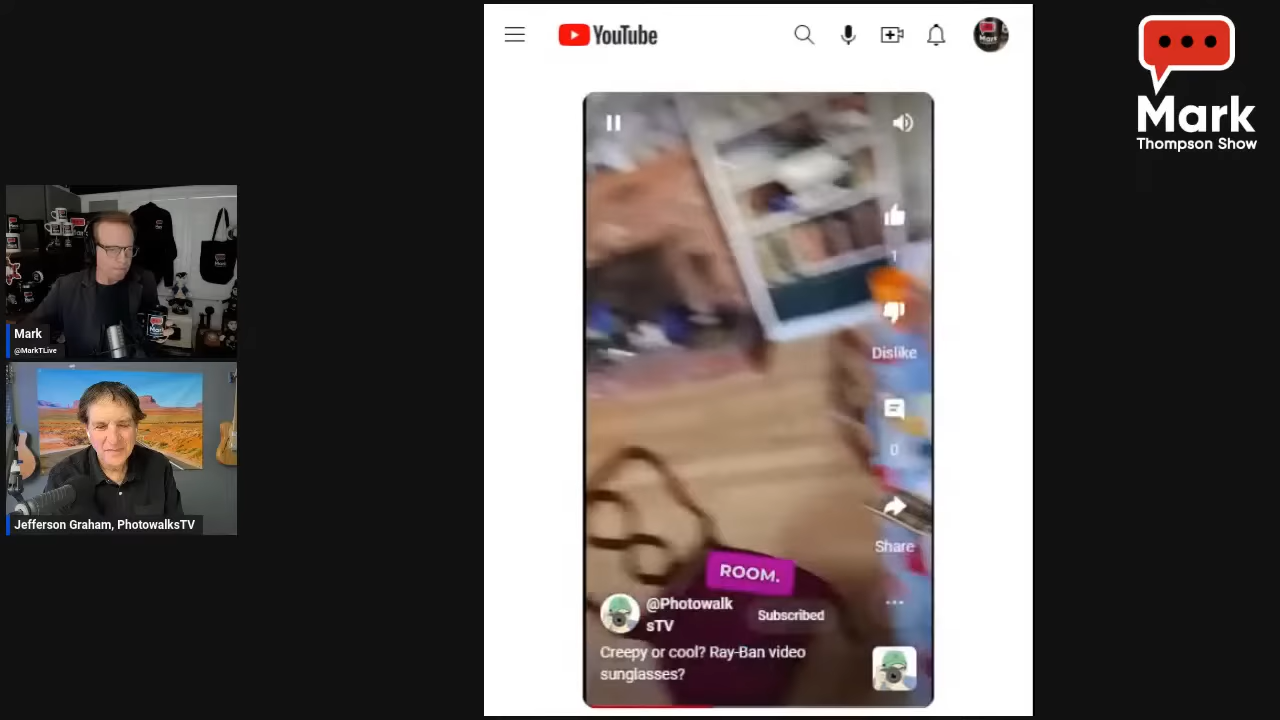 YouTube
Mark
Thompson Show
1
Dislike
0
Share
ROOM.
@Photowalk
sTV
Subscribed
Creepy or cool? Ray-Ban video
sunglasses?
Mark
@MarkTLive
Jefferson Graham, PhotowalksTV